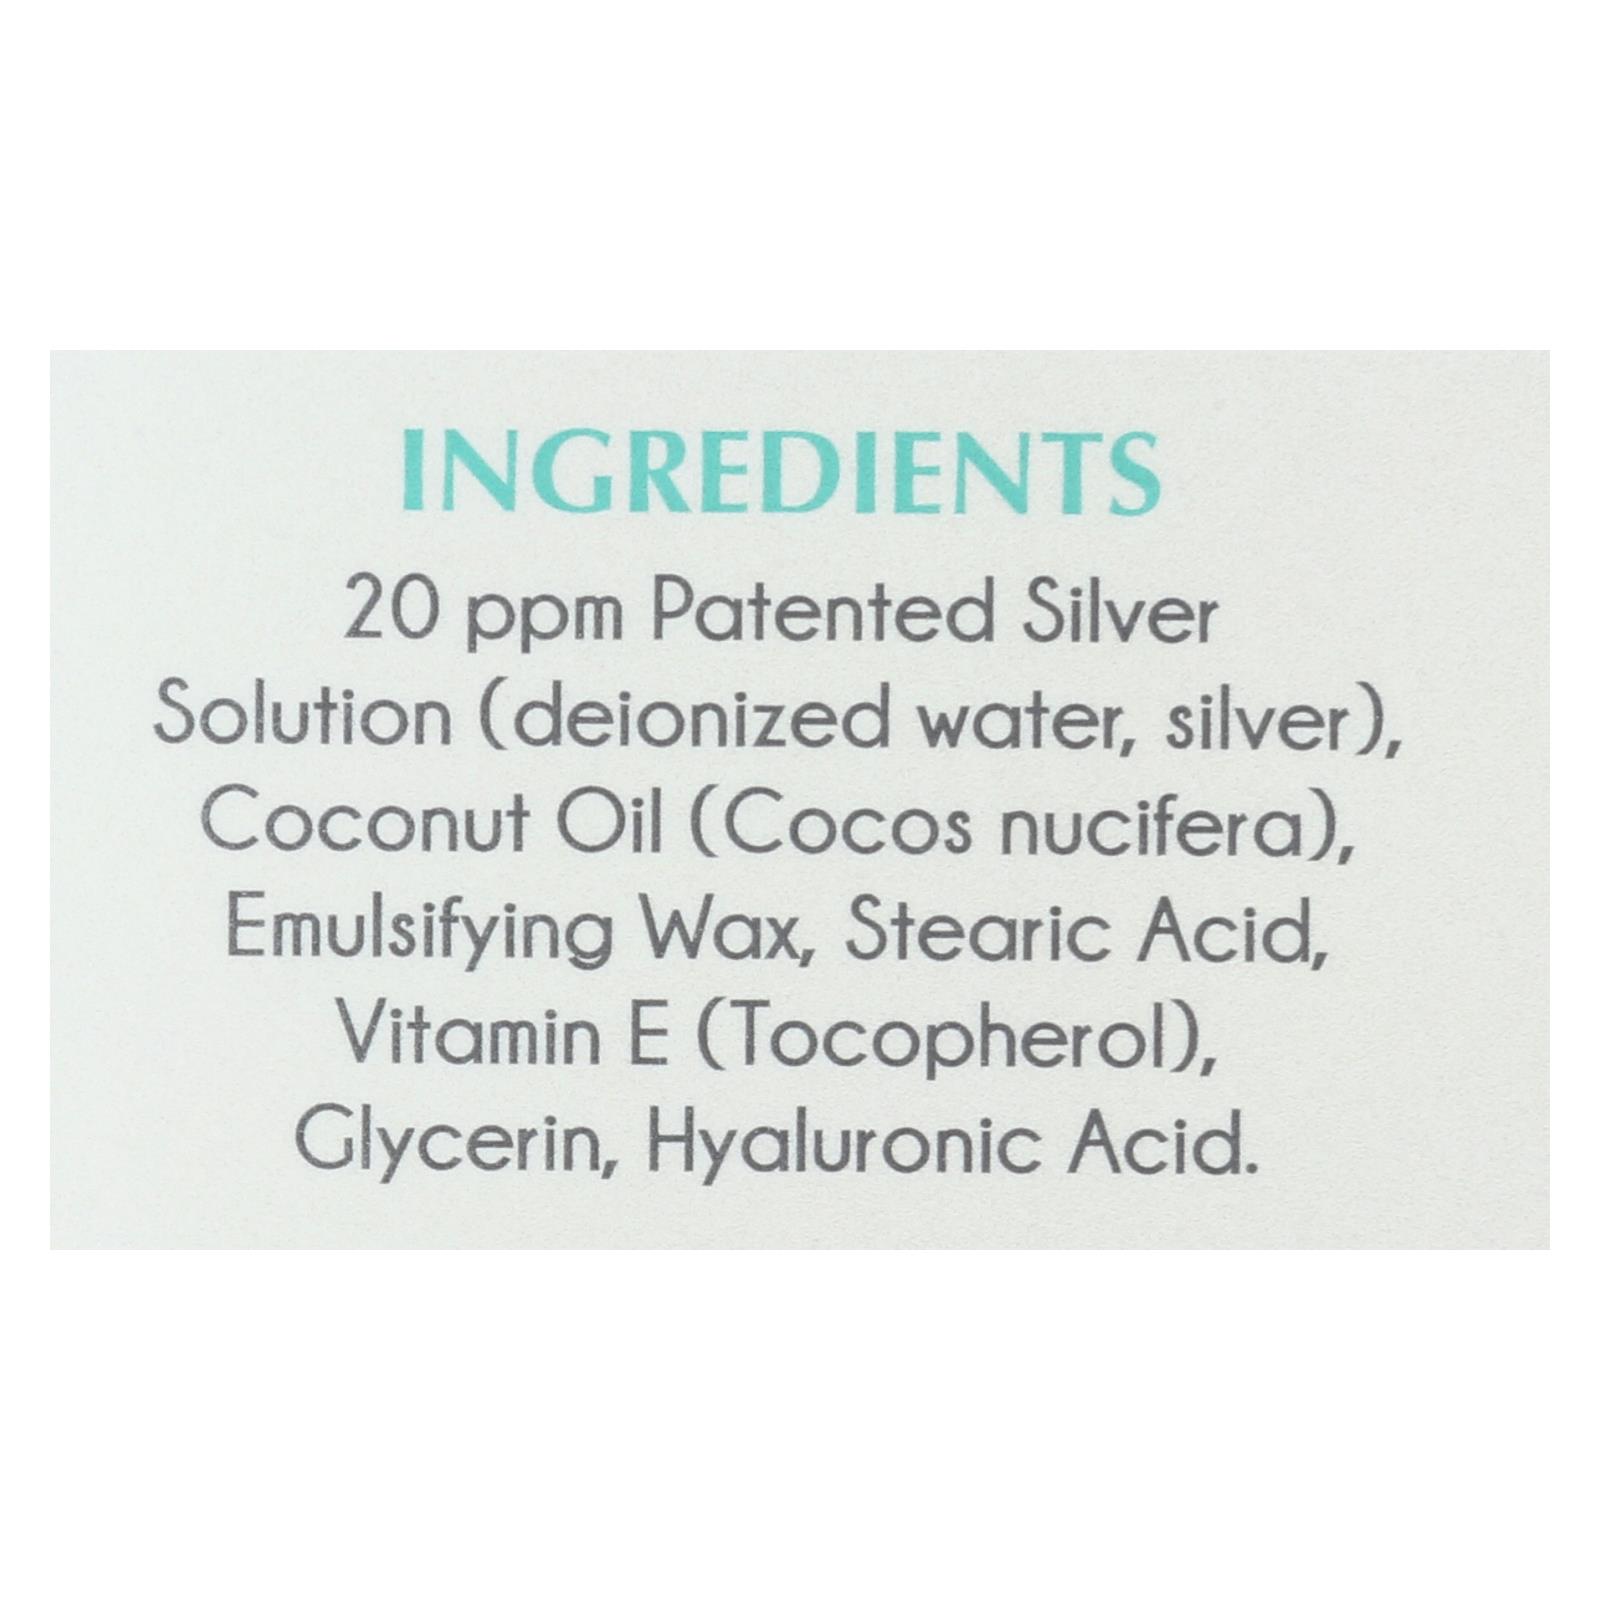 INGREDIENTS
20 ppm Patented Silver
Solution (deionized water, silver),
Coconut Oil (Cocos nucifera),
Emulsifying Wax, Stearic Acid,
Vitamin E (Tocopherol),
Glycerin, Hyaluronic Acid.